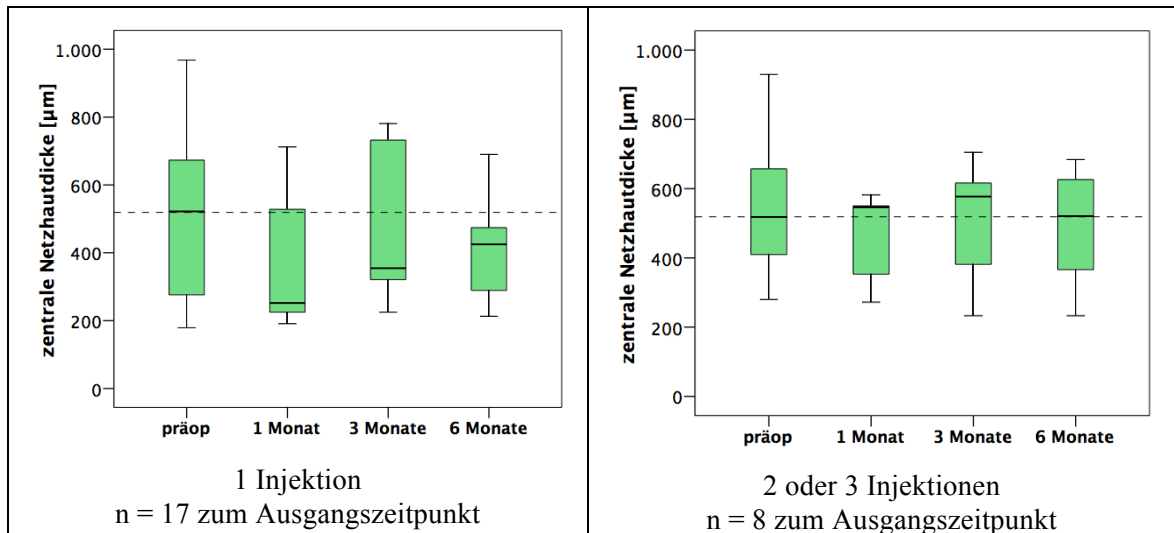 zentrale Netzhautdicke [µm]
1.000
800
600
400
200
0
präop
1 Monat
3 Monate
6 Monate
1 Injektion
n = 17 zum Ausgangszeitpunkt
zentrale Netzhautdicke [µm]
1.000
800
600
400
200
0
präop
1 Monat
3 Monate
6 Monate
2 oder 3 Injektionen
n = 8 zum Ausgangszeitpunkt